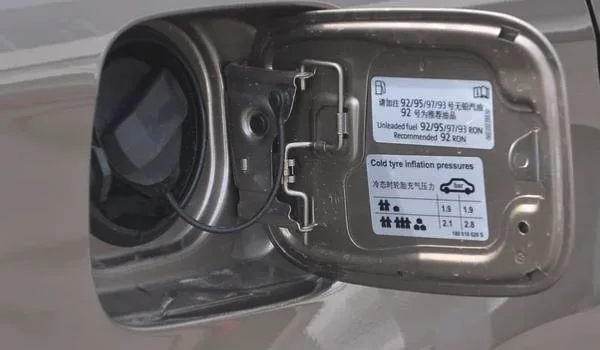 请加注 92/95/97/93 号无铅汽油
92 号为推荐油品
Unleaded fuel 92/95/97/93 RON
Recommended 92 RON
Cold tyre inflation pressures
冷态时轮胎充气压力
bar
1.9 1.9
2.1 2.8